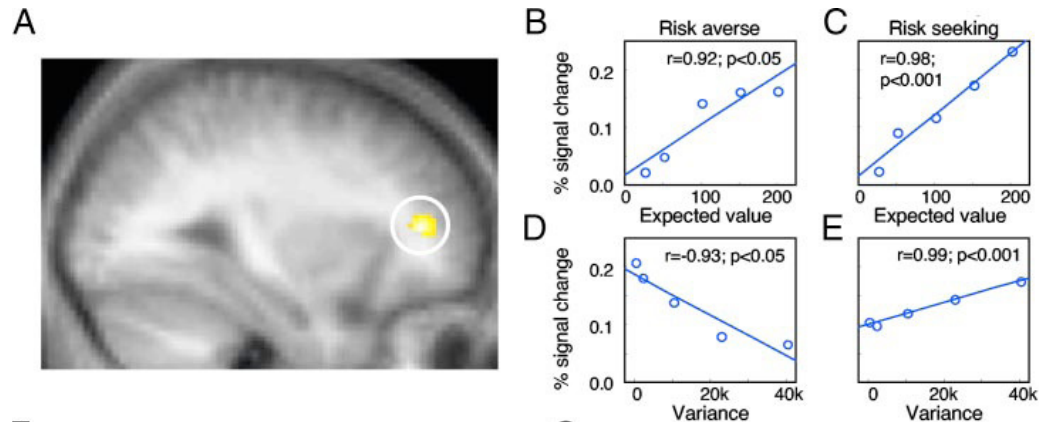 A
B
Risk averse
C
Risk seeking
% signal change
0.2
0.1
0.0
r=0.92; p<0.05
100
200
Expected value
r=0.98;
p<0.001
0
100
200
Expected value
D
% signal change
0.2
0.1
0.0
r=-0.93; p<0.05
0
20k
40k
Variance
E
r=0.99; p<0.001
0
20k
40k
Variance